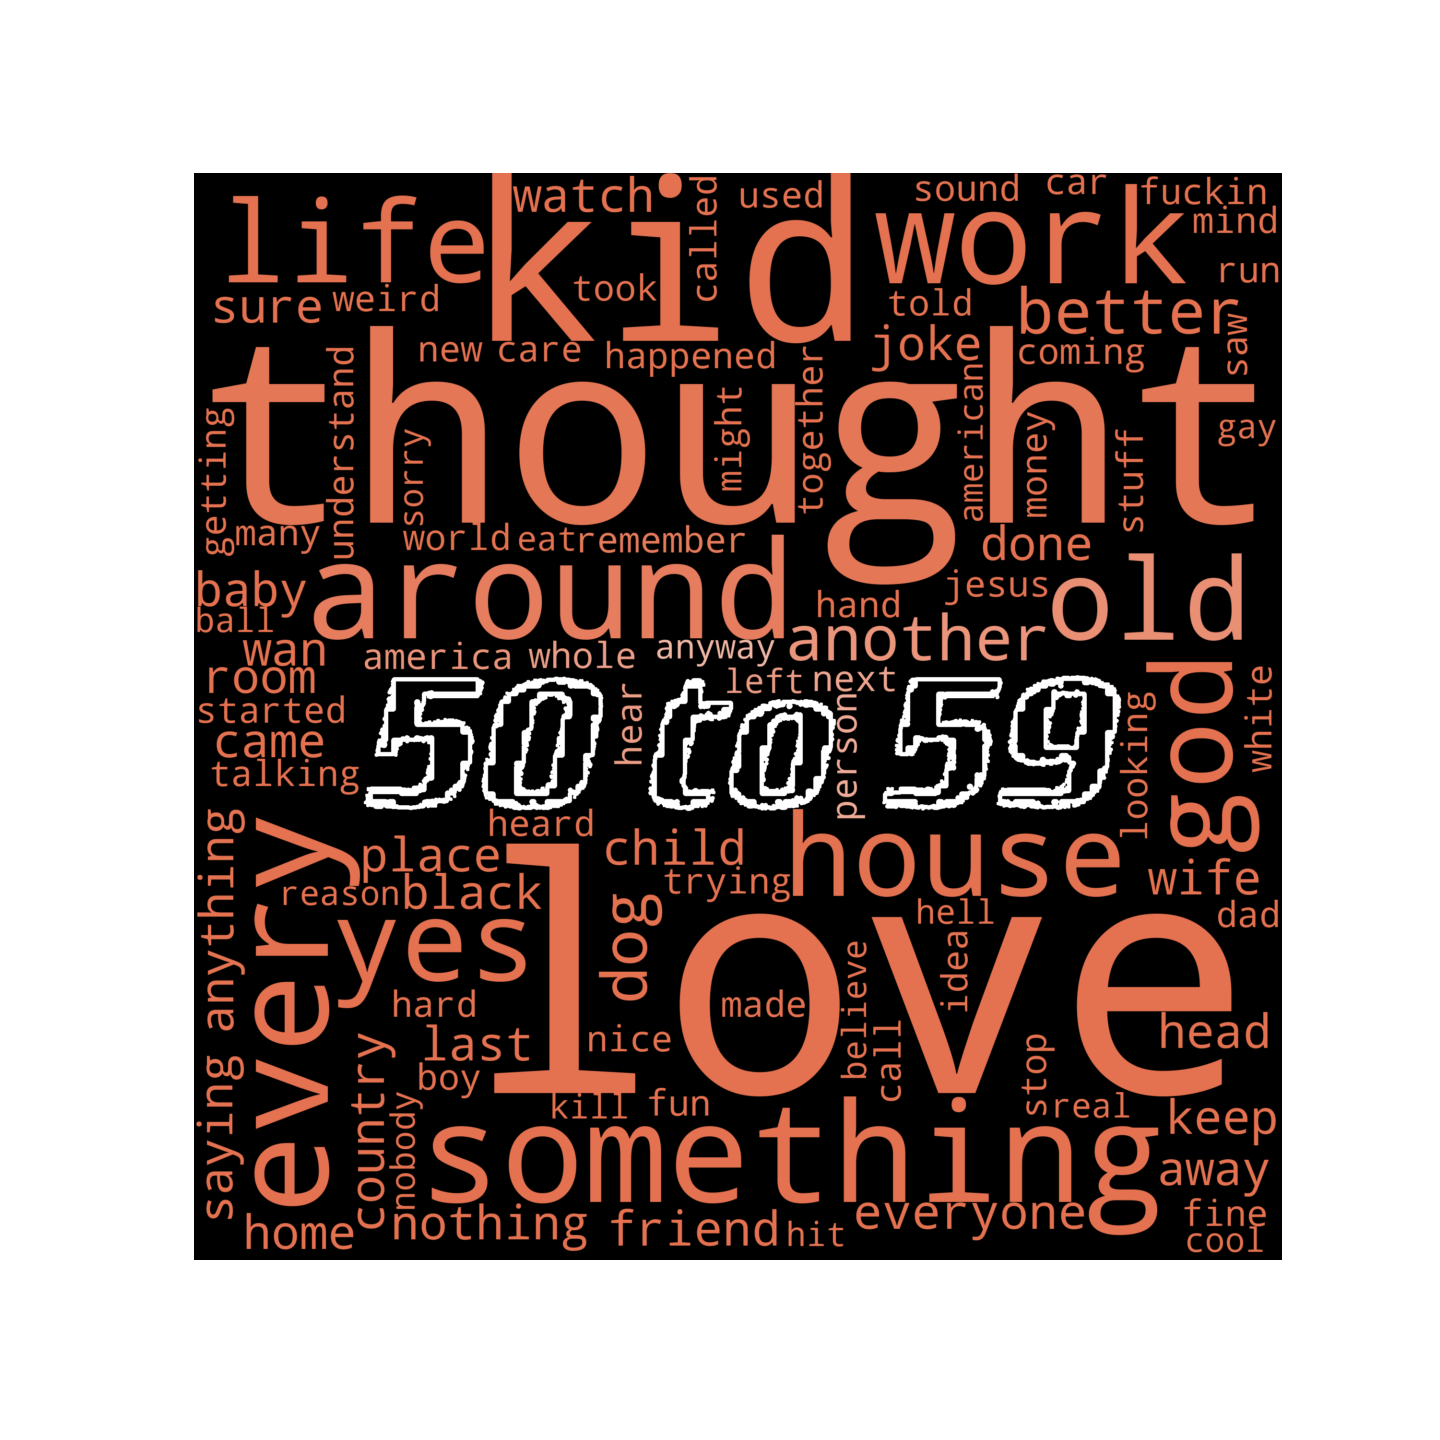 life
kid
work
watch
called
used
sound
car
fuckin
mind
run
sure
weird
took
told
better
saw
new
care
happened
joke
coming
thought
getting
understand
sorry
might
together
american
money
stuff
gay
many
world
eat
remember
done
baby
around
hand
jesus
old
ball
wan
america
whole
anyway
another
room
left
next
god
white
started
came
talking
hear
50 to 59
person
looking
anything
every
heard
place
child
house
wife
reason
black
trying
dad
yes
dog
love
hell
idea
believe
hard
made
head
last
nice
call
stop
boy
country
nobody
kill
fun
real
keep
saying
something
away
home
nothing
friend
hit
everyone
fine
cool